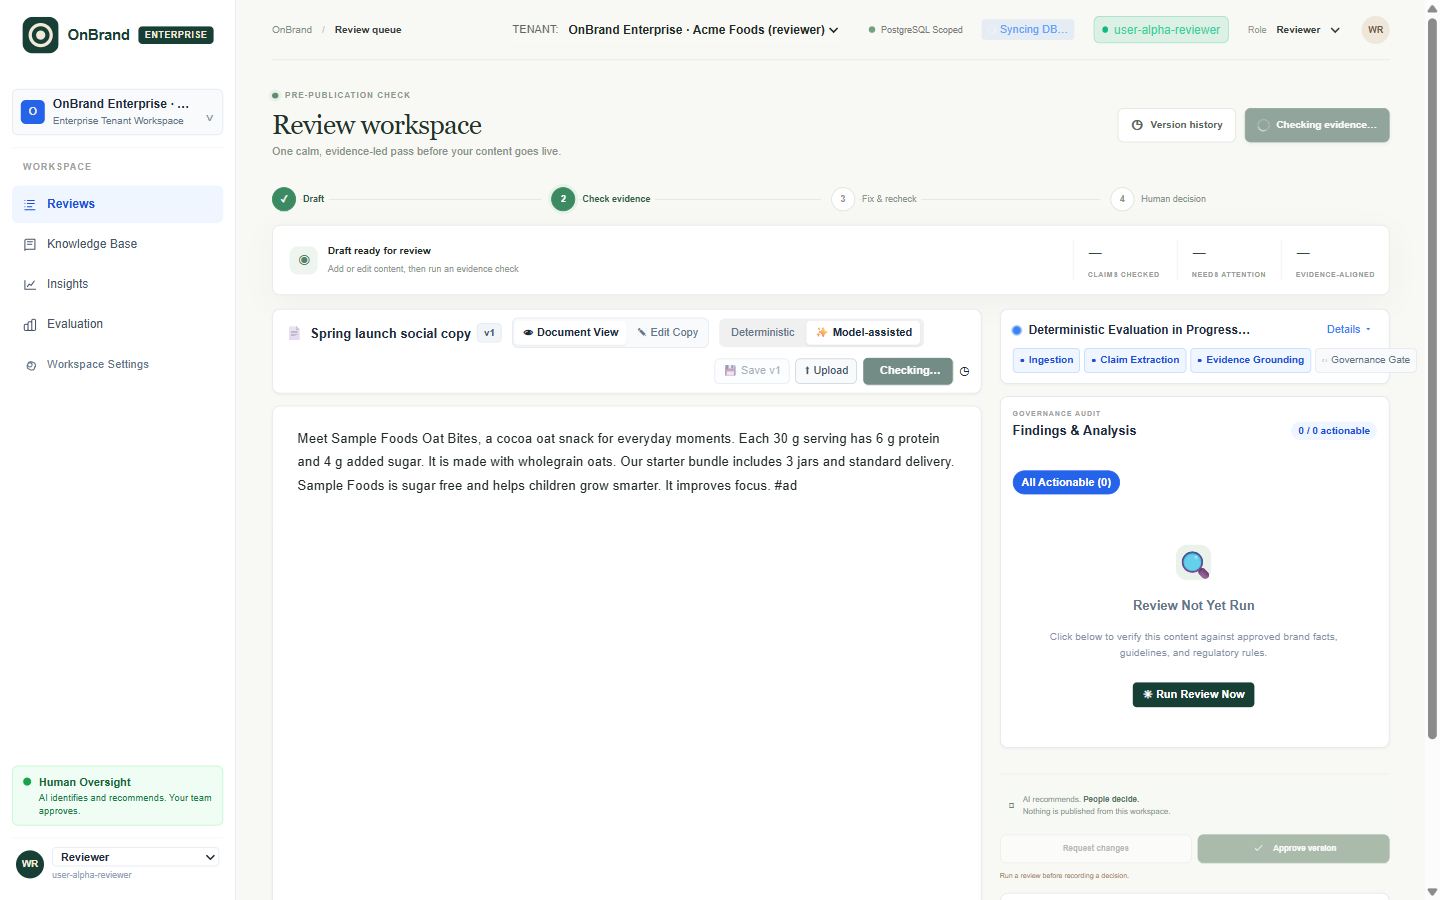 OnBrand ENTERPRISE
O OnBrand Enterprise · ...
Enterprise Tenant Workspace
WORKSPACE
Reviews
Knowledge Base
Insights
Evaluation
Workspace Settings
Human Oversight
AI identifies and recommends. Your team
approves.
WR Reviewer
user-alpha-reviewer
OnBrand / Review queue
TENANT: OnBrand Enterprise · Acme Foods (reviewer)
PostgreSQL Scoped
Syncing DB...
user-alpha-reviewer
Role Reviewer
WR
PRE-PUBLICATION CHECK
Review workspace
One calm, evidence-led pass before your content goes live.
Version history
Checking evidence...
Draft
2 Check evidence
3 Fix & recheck
4 Human decision
Draft ready for review
Add or edit content, then run an evidence check
— CLAIMS CHECKED
— NEEDS ATTENTION
— EVIDENCE-ALIGNED
Spring launch social copy v1
Document View
Edit Copy
Deterministic
Model-assisted
Save v1
Upload
Checking...
Meet Sample Foods Oat Bites, a cocoa oat snack for everyday moments. Each 30 g serving has 6 g protein
and 4 g added sugar. It is made with wholegrain oats. Our starter bundle includes 3 jars and standard delivery.
Sample Foods is sugar free and helps children grow smarter. It improves focus. #ad
Deterministic Evaluation in Progress...
Details
Ingestion
Claim Extraction
Evidence Grounding
Governance Gate
GOVERNANCE AUDIT
Findings & Analysis
0 / 0 actionable
All Actionable (0)
Review Not Yet Run
Click below to verify this content against approved brand facts,
guidelines, and regulatory rules.
Run Review Now
AI recommends. People decide.
Nothing is published from this workspace.
Request changes
Approve version
Run a review before recording a decision.